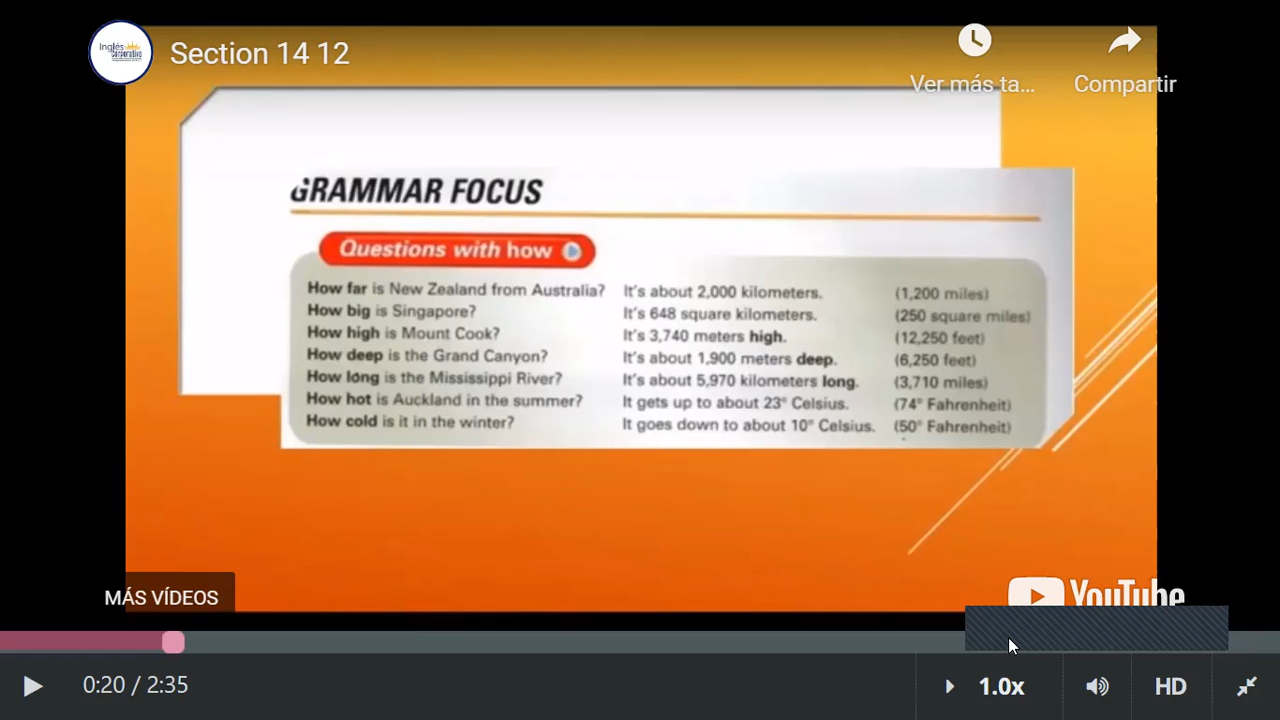 Inglés corporativo
Section 14 12
Ver más ta...
Compartir
GRAMMAR FOCUS
Questions with how
How far is New Zealand from Australia? It's about 2,000 kilometers. (1,200 miles)
How big is Singapore? It's 648 square kilometers. (250 square miles)
How high is Mount Cook? It's 3,740 meters high. (12,250 feet)
How deep is the Grand Canyon? It's about 1,900 meters deep. (6,250 feet)
How long is the Mississippi River? It's about 5,970 kilometers long. (3,710 miles)
How hot is Auckland in the summer? It gets up to about 23° Celsius. (74° Fahrenheit)
How cold is it in the winter? It goes down to about 10° Celsius. (50° Fahrenheit)
MÁS VÍDEOS
YouTube
0:20 / 2:35
1.0x
HD